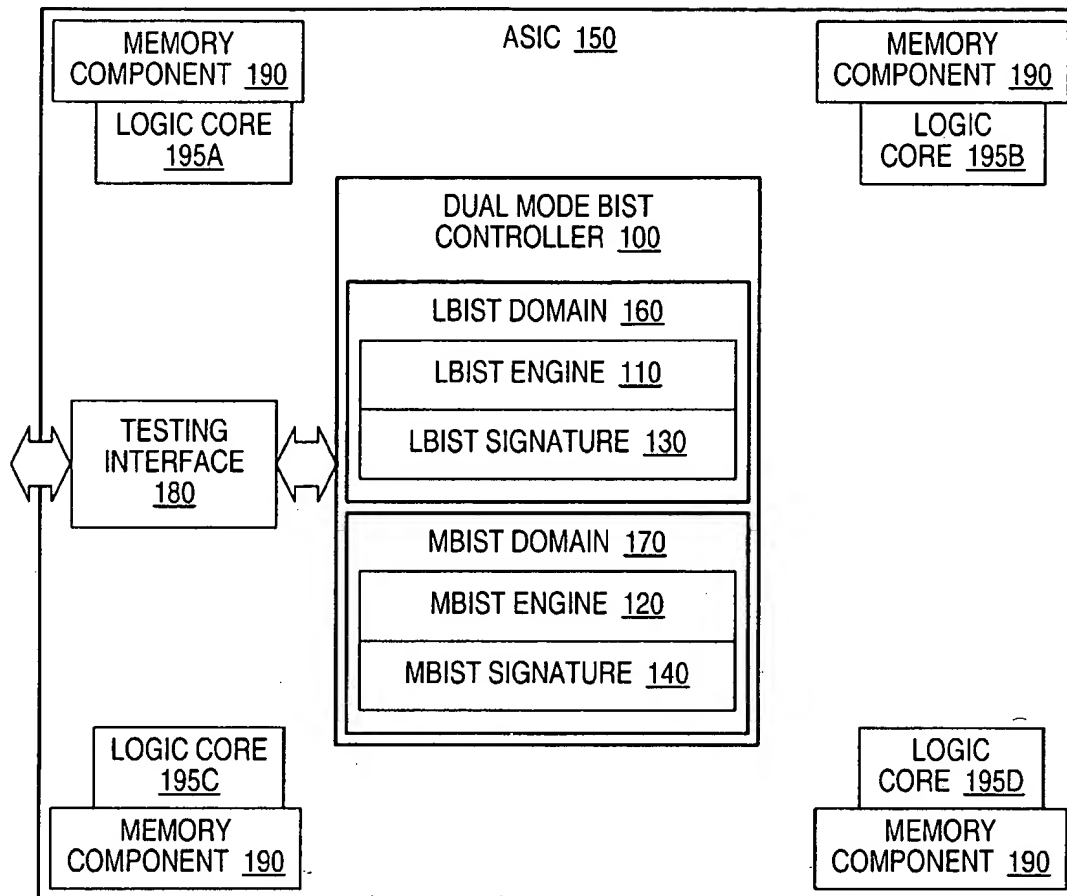 MEMORY
COMPONENT 190
LOGIC CORE
195A
ASIC 150
MEMORY
COMPONENT 190
LOGIC
CORE 195B
DUAL MODE BIST
CONTROLLER 100
LBIST DOMAIN 160
LBIST ENGINE 110
LBIST SIGNATURE 130
TESTING
INTERFACE
180
MBIST DOMAIN 170
MBIST ENGINE 120
MBIST SIGNATURE 140
LOGIC CORE
195C
MEMORY
COMPONENT 190
LOGIC
CORE 195D
MEMORY
COMPONENT 190